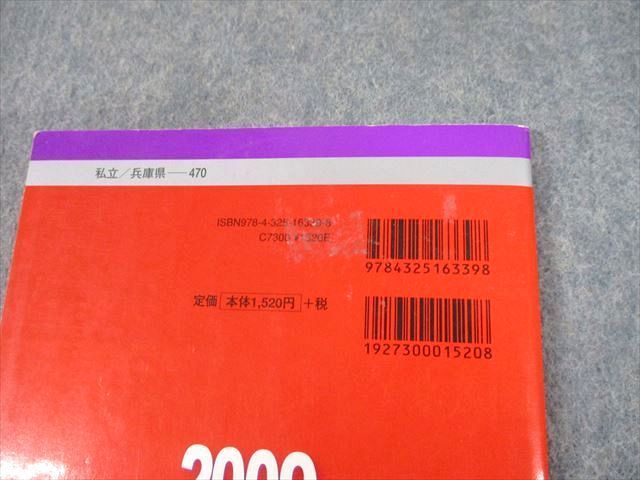 私立／兵庫県――470
ISBN978-4-325-16339-8
C7300 ¥1520E
9784325163398
定価 本体1,520円 +税
1927300015208